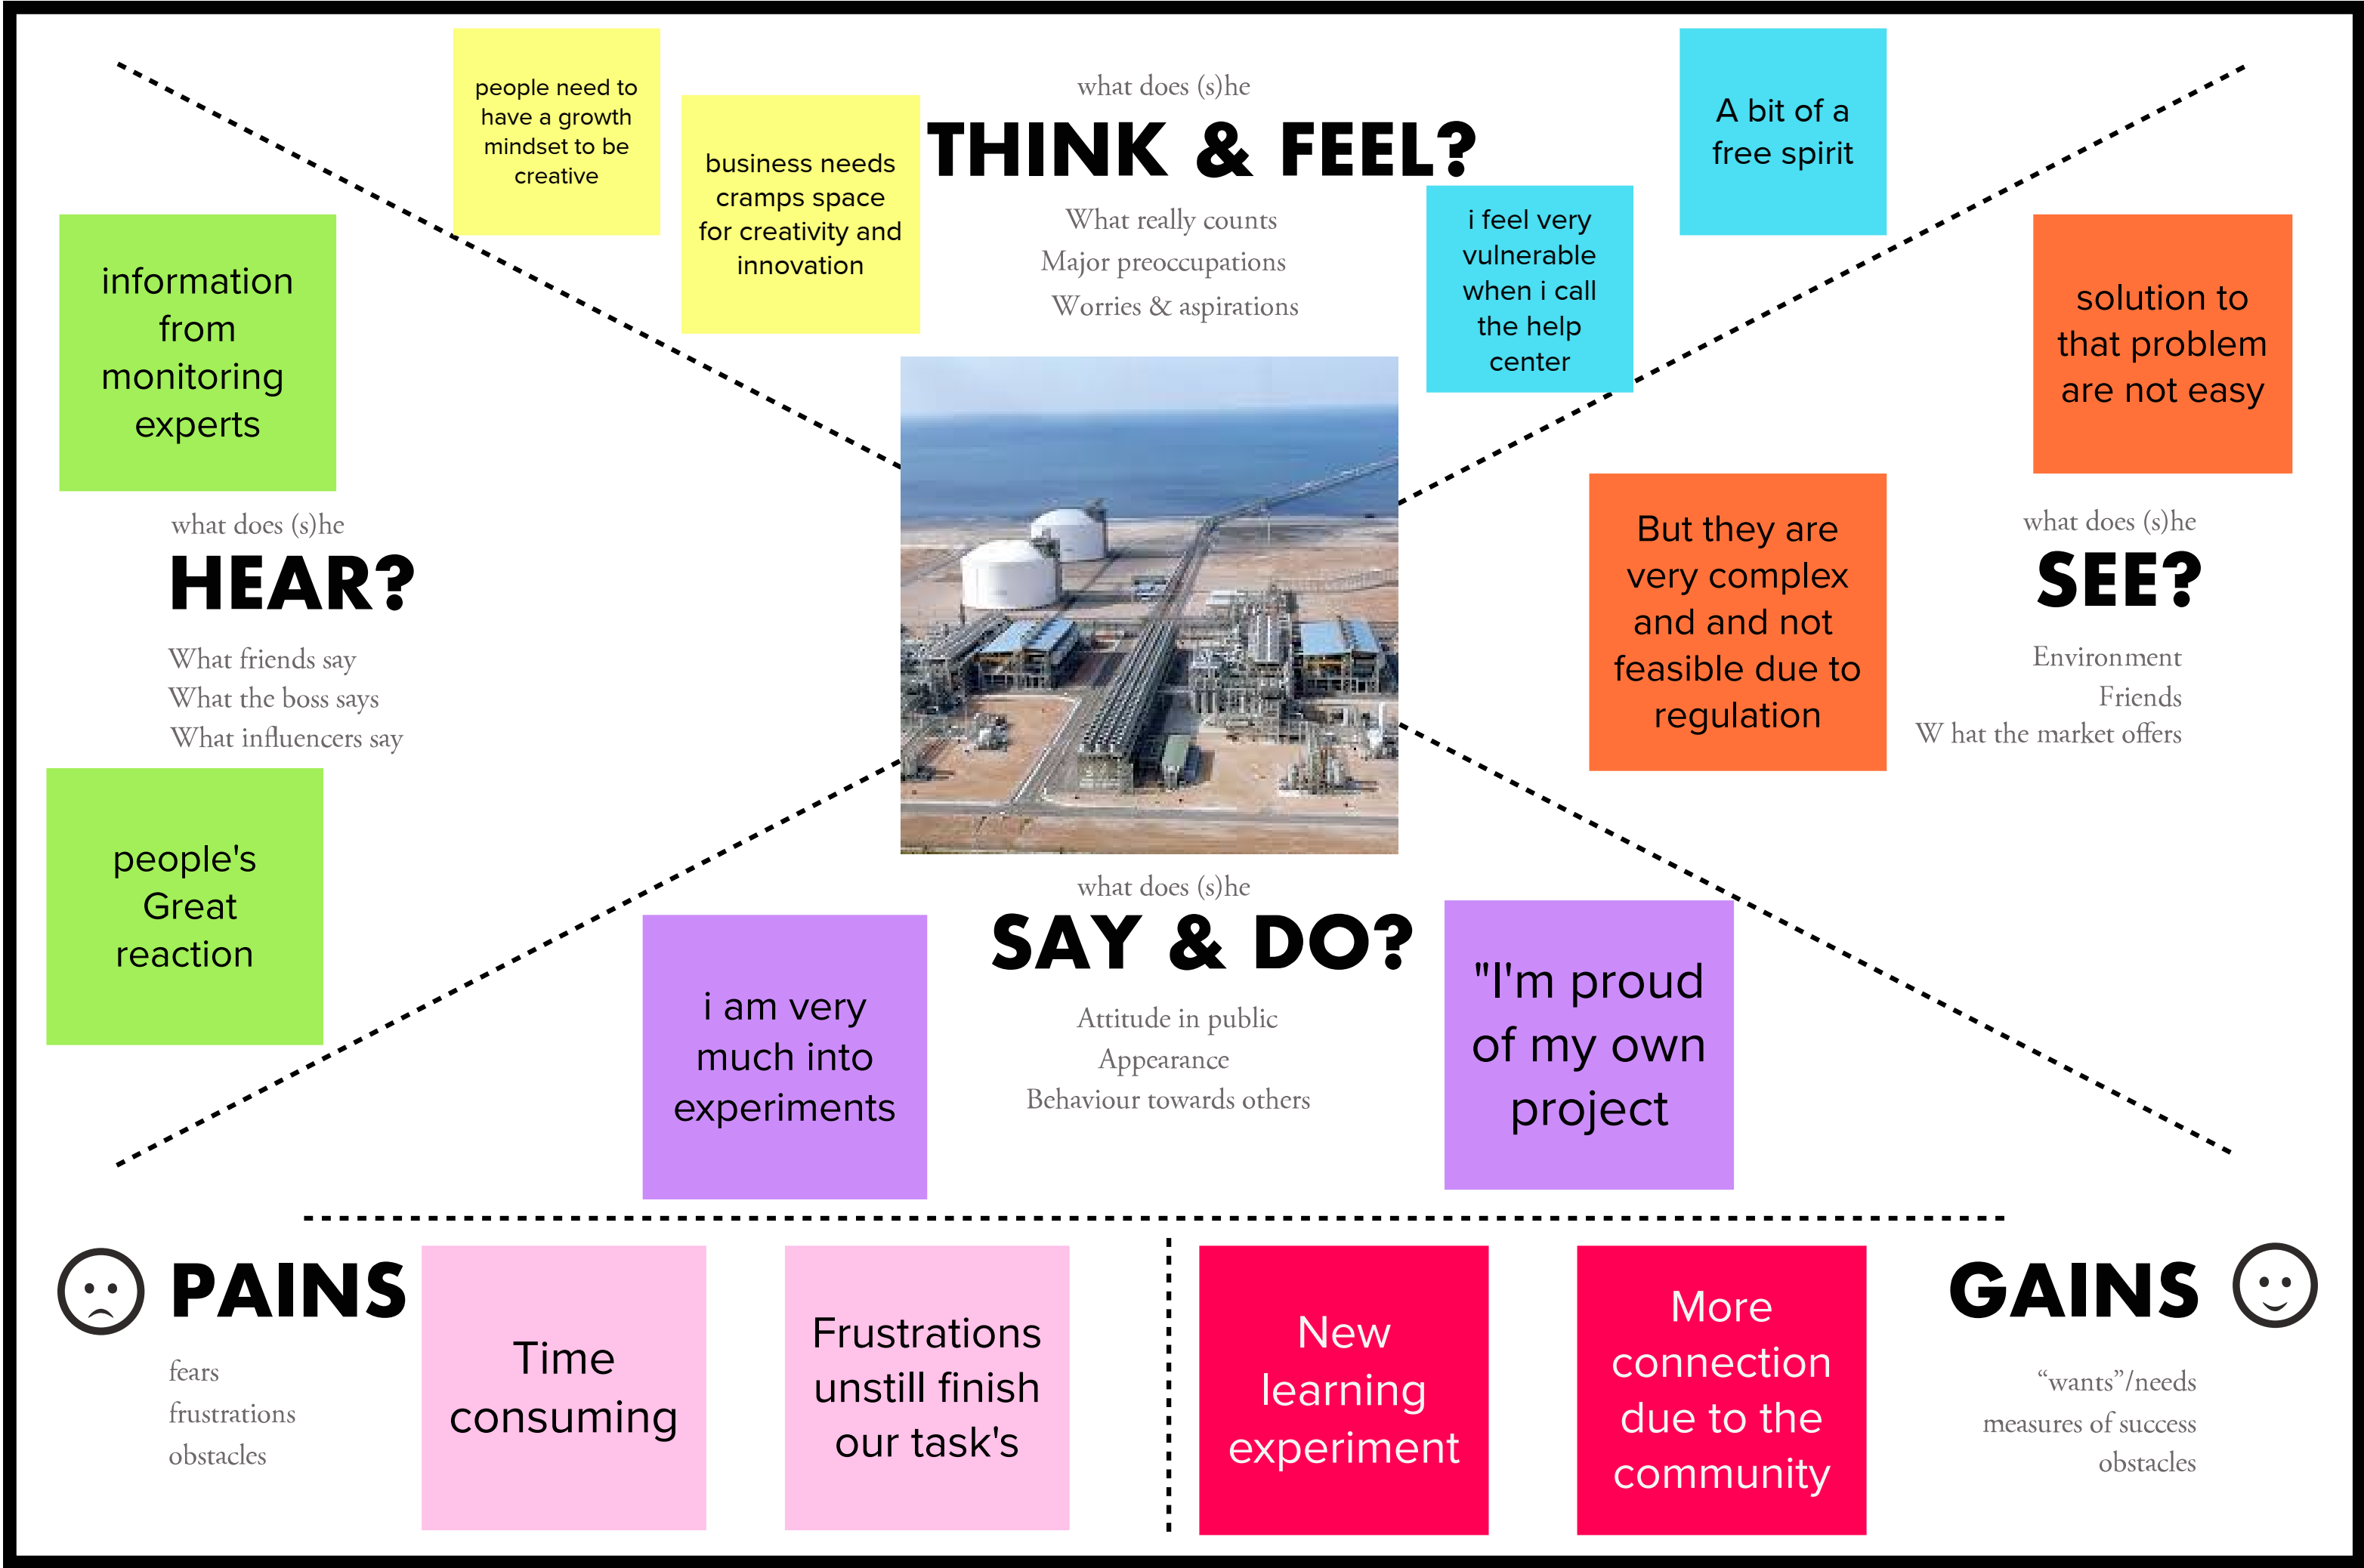 people need to
have a growth
mindset to be
creative
business needs
cramps space
for creativity and
innovation
what does (s)he
THINK & FEEL?
What really counts
Major preoccupations
Worries & aspirations
i feel very
vulnerable
when i call
the help
center
A bit of a
free spirit
information
from
monitoring
experts
what does (s)he
HEAR?
What friends say
What the boss says
What influencers say
people's
Great
reaction
solution to
that problem
are not easy
But they are
very complex
and and not
feasible due to
regulation
what does (s)he
SEE?
Environment
Friends
W hat the market offers
what does (s)he
SAY & DO?
Attitude in public
Appearance
Behaviour towards others
i am very
much into
experiments
"I'm proud
of my own
project
PAINS
fears
frustrations
obstacles
Time
consuming
Frustrations
unstill finish
our task's
New
learning
experiment
More
connection
due to the
community
GAINS
“wants”/needs
measures of success
obstacles